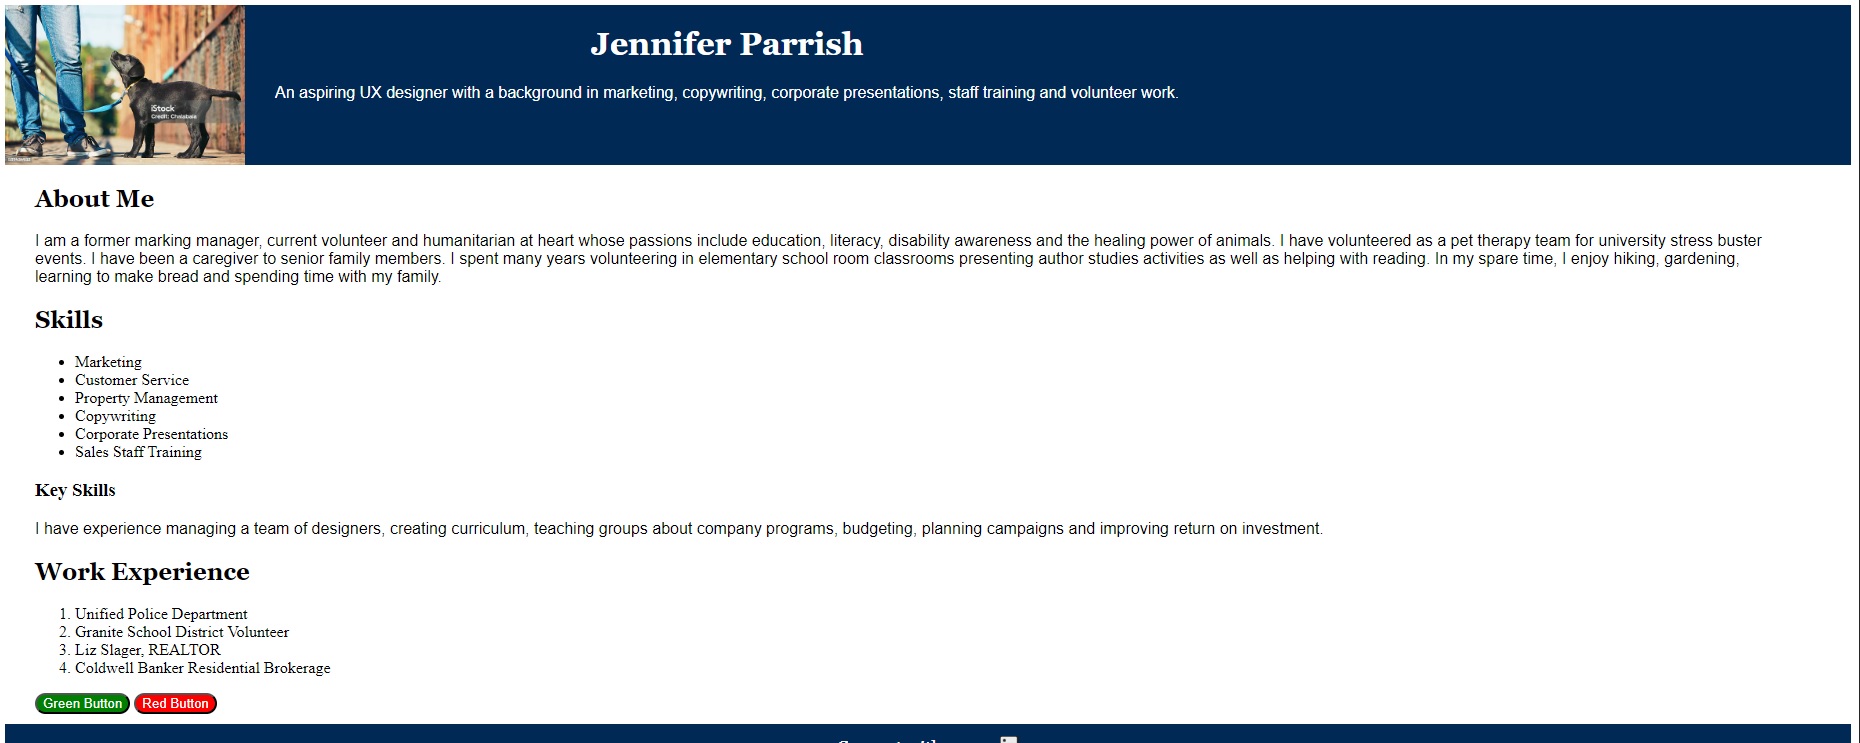 iStock
Credit: Chalabala
Jennifer Parrish
An aspiring UX designer with a background in marketing, copywriting, corporate presentations, staff training and volunteer work.
About Me
I am a former marking manager, current volunteer and humanitarian at heart whose passions include education, literacy, disability awareness and the healing power of animals. I have volunteered as a pet therapy team for university stress buster
events. I have been a caregiver to senior family members. I spent many years volunteering in elementary school room classrooms presenting author studies activities as well as helping with reading. In my spare time, I enjoy hiking, gardening,
learning to make bread and spending time with my family.
Skills
• Marketing
• Customer Service
• Property Management
• Copywriting
• Corporate Presentations
• Sales Staff Training
Key Skills
I have experience managing a team of designers, creating curriculum, teaching groups about company programs, budgeting, planning campaigns and improving return on investment.
Work Experience
1. Unified Police Department
2. Granite School District Volunteer
3. Liz Slager, REALTOR
4. Coldwell Banker Residential Brokerage
Green Button Red Button